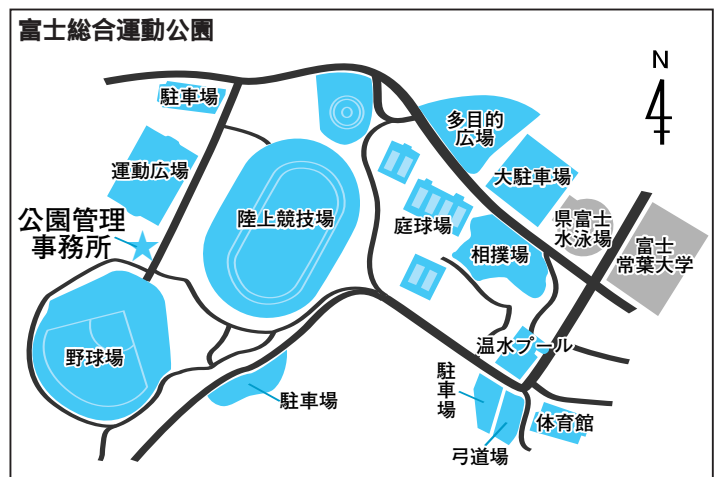 富士総合運動公園
N
駐車場
多目的
広場
運動広場
大駐車場
公園管理
事務所
陸上競技場
庭球場
相撲場
県富士
水泳場
富士
常葉大学
野球場
温水プール
駐車場
駐車場
体育館
弓道場